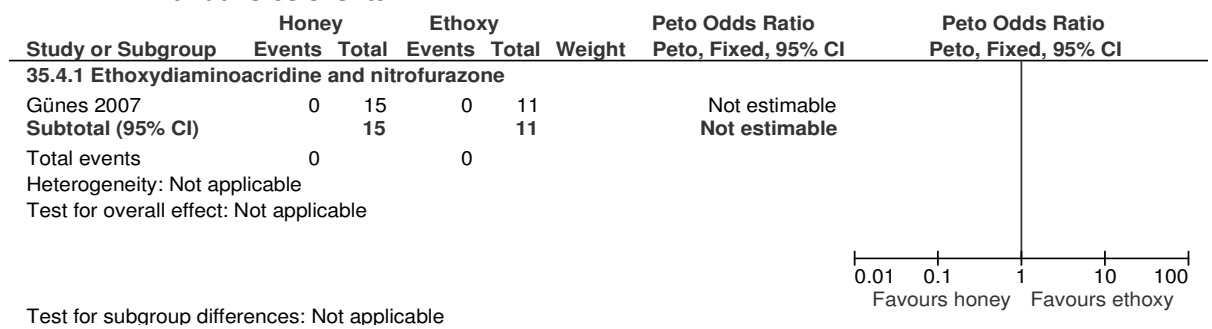 Honey Ethoxy Peto Odds Ratio Peto Odds Ratio
Study or Subgroup Events Total Events Total Weight Peto, Fixed, 95% CI Peto, Fixed, 95% CI
35.4.1 Ethoxydiaminoacridine and nitrofurazone
Günes 2007 0 15 0 11 Not estimable
Subtotal (95% CI) 15 11 Not estimable
Total events 0 0
Heterogeneity: Not applicable
Test for overall effect: Not applicable
0.01 0.1 1 10 100
Favours honey Favours ethoxy
Test for subgroup differences: Not applicable